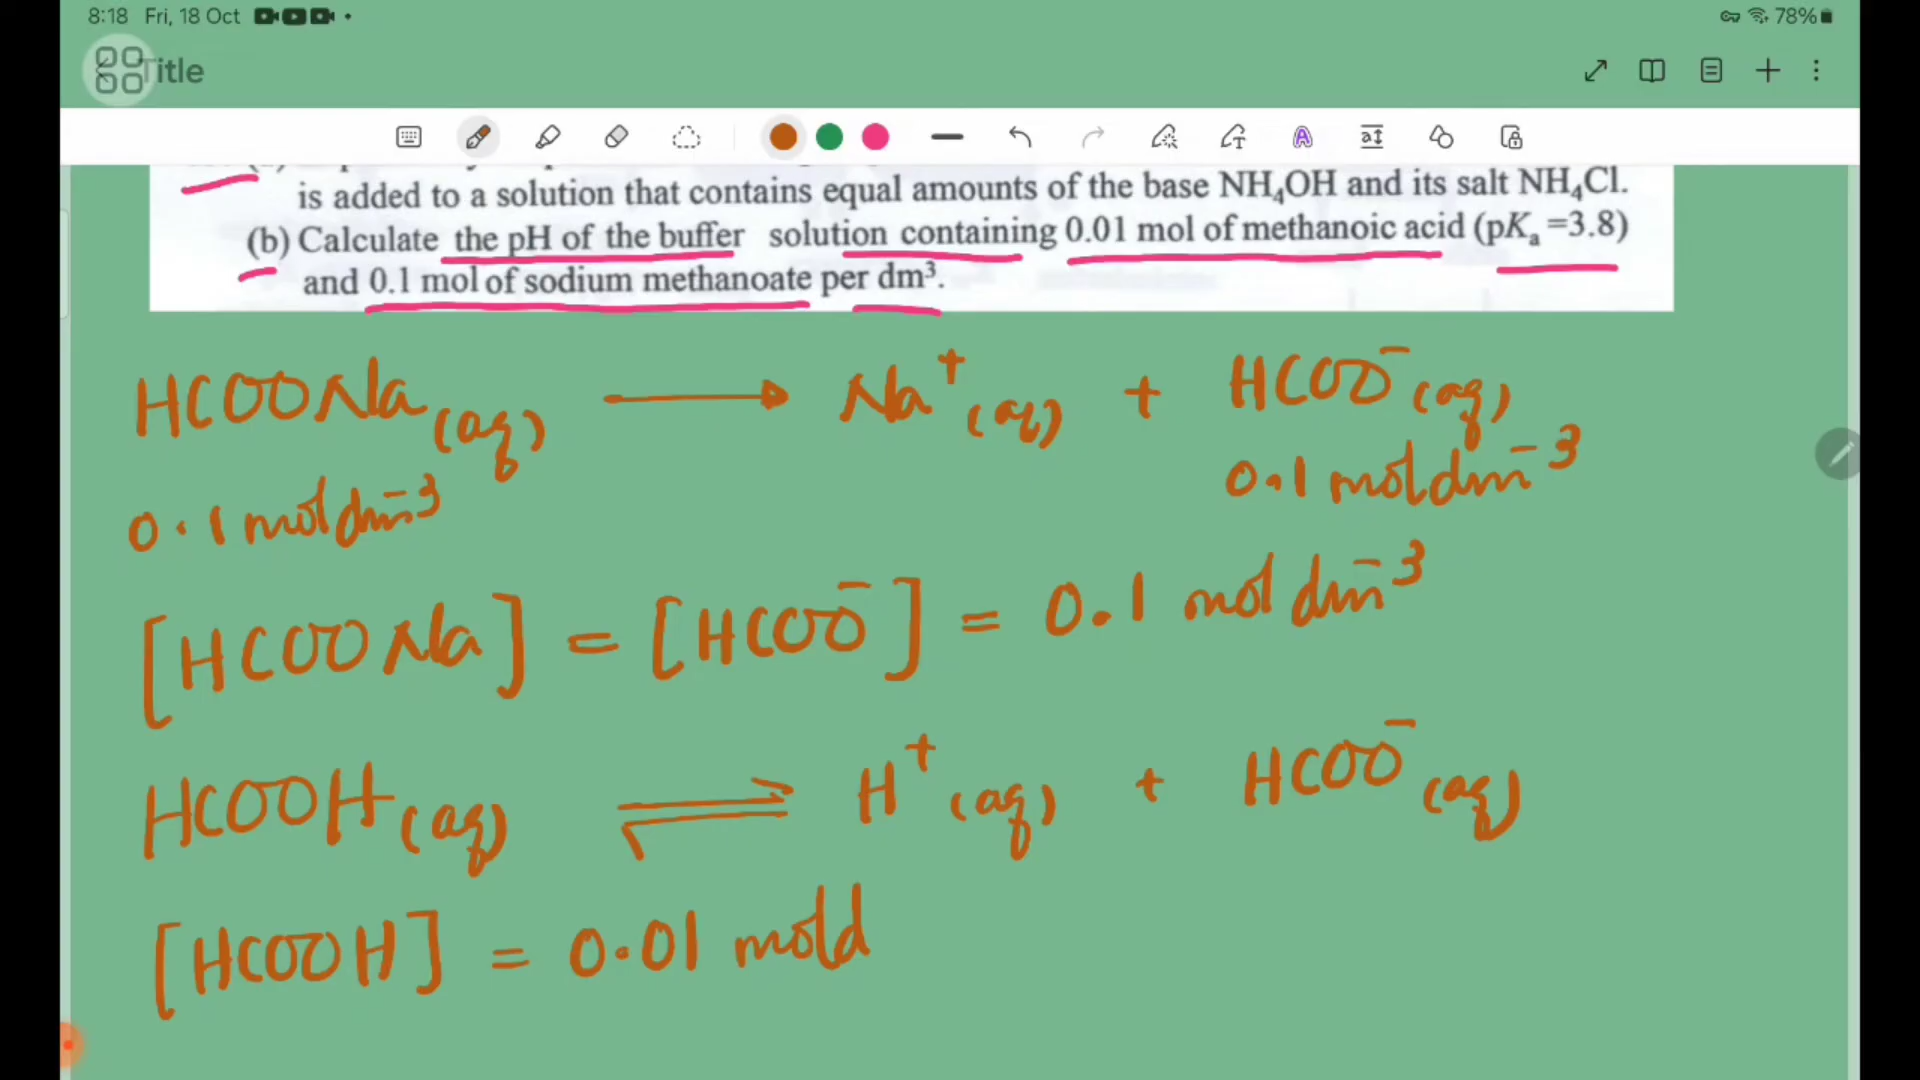 8:18 Fri, 18 Oct
78%
Title
is added to a solution that contains equal amounts of the base NH₄OH and its salt NH₄Cl.
(b) Calculate the pH of the buffer solution containing 0.01 mol of methanoic acid (pKₐ =3.8)
and 0.1 mol of sodium methanoate per dm³.
HCOONa(aq) ⟶ Na⁺(aq) + HCOO⁻(aq)
0.1 mol dm⁻³ 0.1 mol dm⁻³
[HCOONa] = [HCOO⁻] = 0.1 mol dm⁻³
HCOOH(aq) ⇌ H⁺(aq) + HCOO⁻(aq)
[HCOOH] = 0.01 mol d